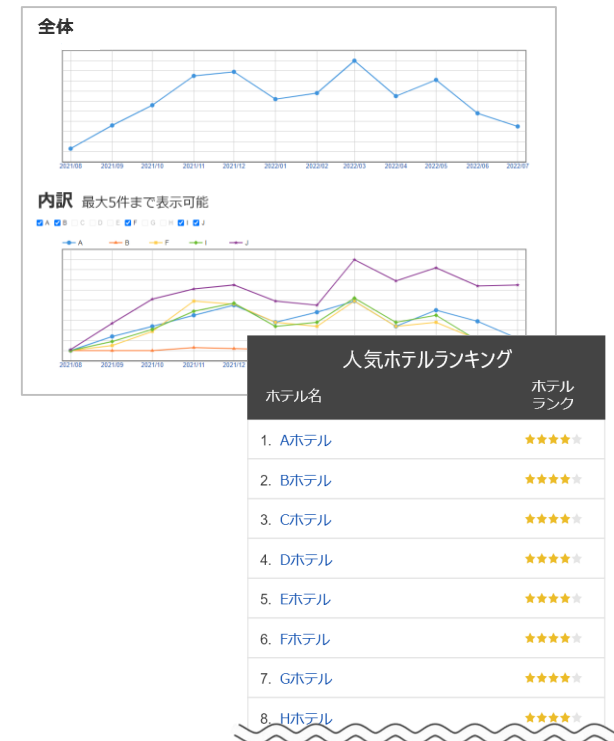 全体
2021/08 2021/09 2021/10 2021/11 2021/12 2022/01 2022/02 2022/03 2022/04 2022/05 2022/06 2022/07
内訳 最大5件まで表示可能
A B C D E F G H I J
A B F I J
2021/08 2021/09 2021/10 2021/11 2021/12
人気ホテルランキング
ホテル名
ホテル
ランク
1. Aホテル
2. Bホテル
3. Cホテル
4. Dホテル
5. Eホテル
6. Fホテル
7. Gホテル
8. Hホテル